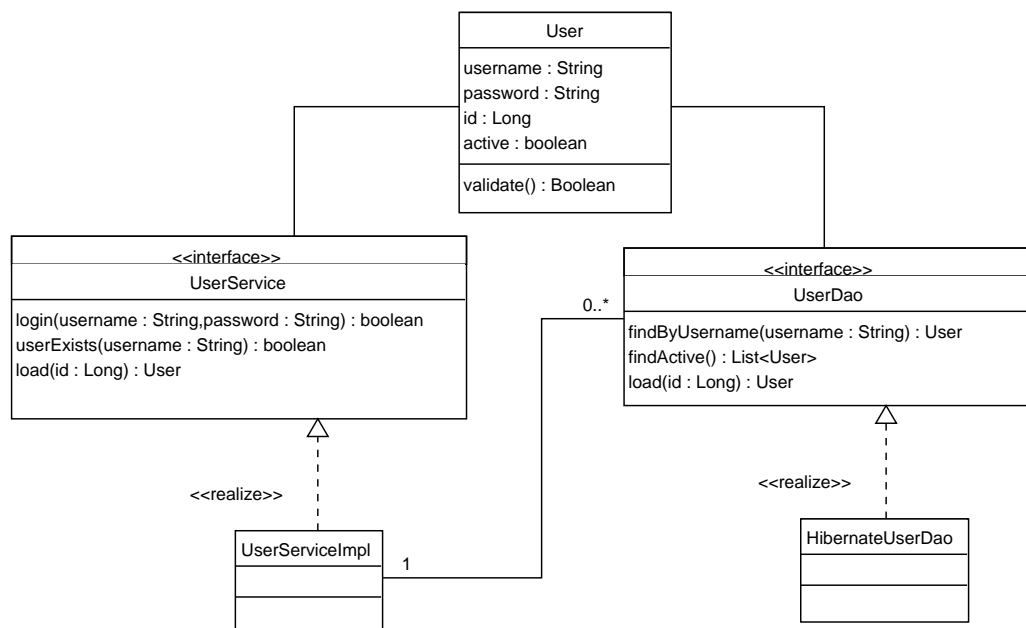 User
username : String
password : String
id : Long
active : boolean
validate() : Boolean
<<interface>>
UserService
login(username : String,password : String) : boolean
userExists(username : String) : boolean
load(id : Long) : User
<<interface>>
UserDao
0..*
findByUsername(username : String) : User
findActive() : List<User>
load(id : Long) : User
<<realize>>
<<realize>>
UserServiceImpl
1
HibernateUserDao